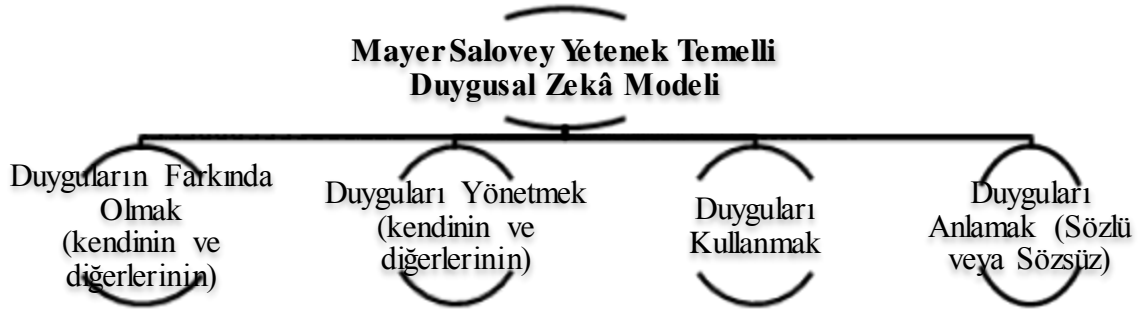 Mayer Salovey Yetenek Temelli
Duygusal Zekâ Modeli
Duyguların Farkında
Olmak
(kendinin ve
diğerlerinin)
Duyguları Yönetmek
(kendinin ve
diğerlerinin)
Duyguları
Kullanmak
Duyguları
Anlamak (Sözlü
veya Sözsüz)